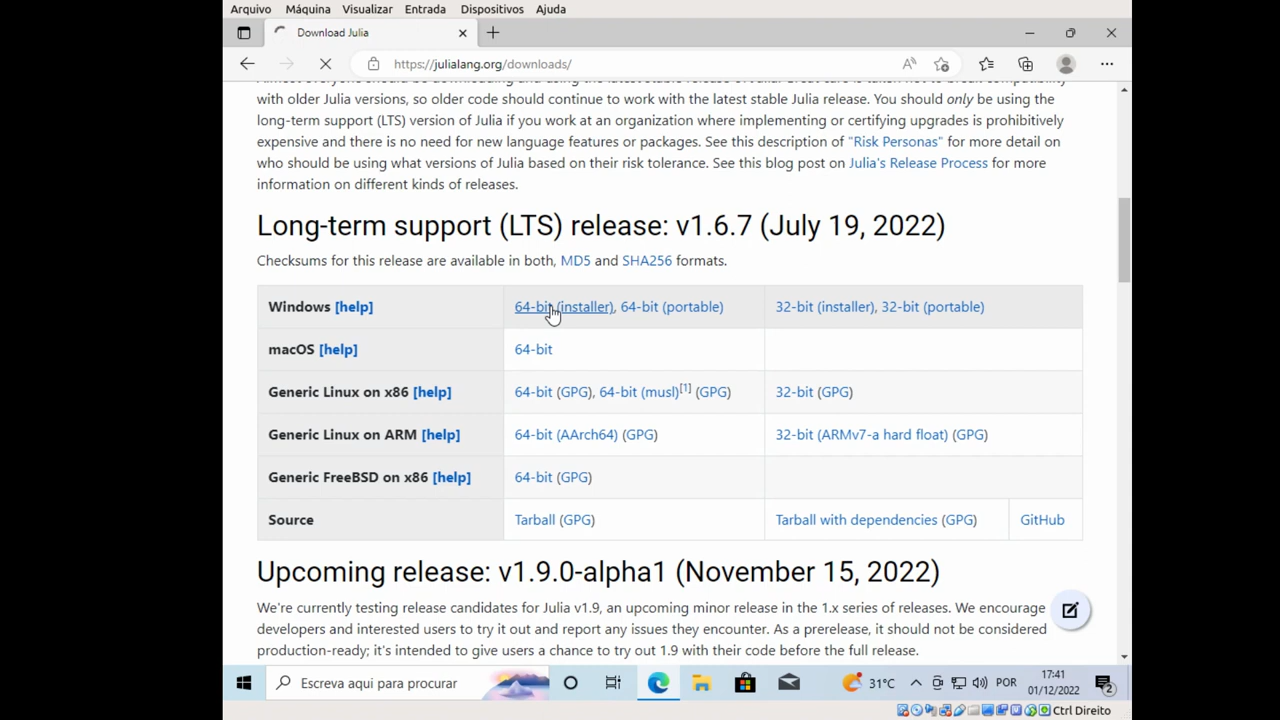 Arquivo Máquina Visualizar Entrada Dispositivos Ajuda
Download Julia
https://julialang.org/downloads/
with older Julia versions, so older code should continue to work with the latest stable Julia release. You should only be using the
long-term support (LTS) version of Julia if you work at an organization where implementing or certifying upgrades is prohibitively
expensive and there is no need for new language features or packages. See this description of "Risk Personas" for more detail on
who should be using what versions of Julia based on their risk tolerance. See this blog post on Julia's Release Process for more
information on different kinds of releases.
Long-term support (LTS) release: v1.6.7 (July 19, 2022)
Checksums for this release are available in both, MD5 and SHA256 formats.
Windows [help] 64-bit (installer), 64-bit (portable) 32-bit (installer), 32-bit (portable)
macOS [help] 64-bit
Generic Linux on x86 [help] 64-bit (GPG), 64-bit (musl)[1] (GPG) 32-bit (GPG)
Generic Linux on ARM [help] 64-bit (AArch64) (GPG) 32-bit (ARMv7-a hard float) (GPG)
Generic FreeBSD on x86 [help] 64-bit (GPG)
Source Tarball (GPG) Tarball with dependencies (GPG) GitHub
Upcoming release: v1.9.0-alpha1 (November 15, 2022)
We're currently testing release candidates for Julia v1.9, an upcoming minor release in the 1.x series of releases. We encourage
developers and interested users to try it out and report any issues they encounter. As a prerelease, it should not be considered
production-ready; it's intended to give users a chance to try out 1.9 with their code before the full release.
Escreva aqui para procurar 31°C POR 17:41
01/12/2022 2
Ctrl Direito